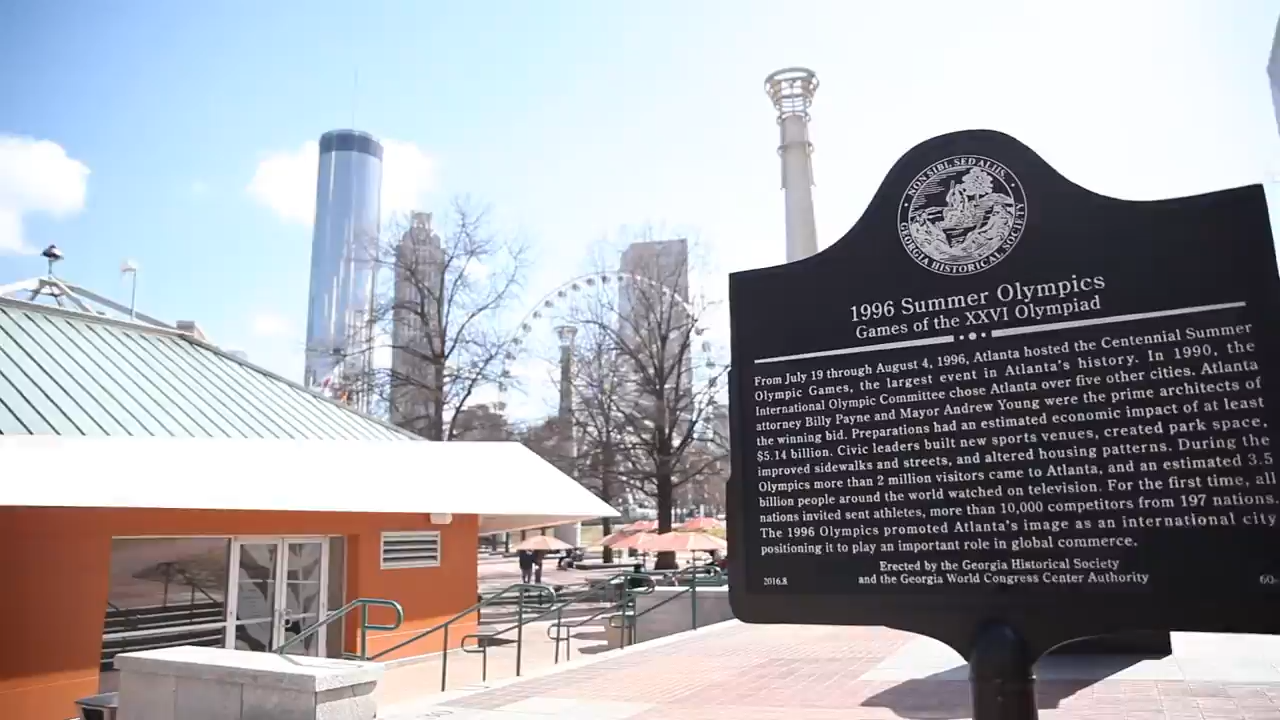 NON SIBI, SED ALIIS.
GEORGIA HISTORICAL SOCIETY
1996 Summer Olympics
Games of the XXVI Olympiad
From July 19 through August 4, 1996, Atlanta hosted the Centennial Summer
Olympic Games, the largest event in Atlanta's history. In 1990, the
International Olympic Committee chose Atlanta over five other cities. Atlanta
attorney Billy Payne and Mayor Andrew Young were the prime architects of
the winning bid. Preparations had an estimated economic impact of at least
$5.14 billion. Civic leaders built new sports venues, created park space,
improved sidewalks and streets, and altered housing patterns. During the
Olympics more than 2 million visitors came to Atlanta, and an estimated 3.5
billion people around the world watched on television. For the first time, all
nations invited sent athletes, more than 10,000 competitors from 197 nations.
The 1996 Olympics promoted Atlanta's image as an international city
positioning it to play an important role in global commerce.
Erected by the Georgia Historical Society
and the Georgia World Congress Center Authority
2016.8
60-